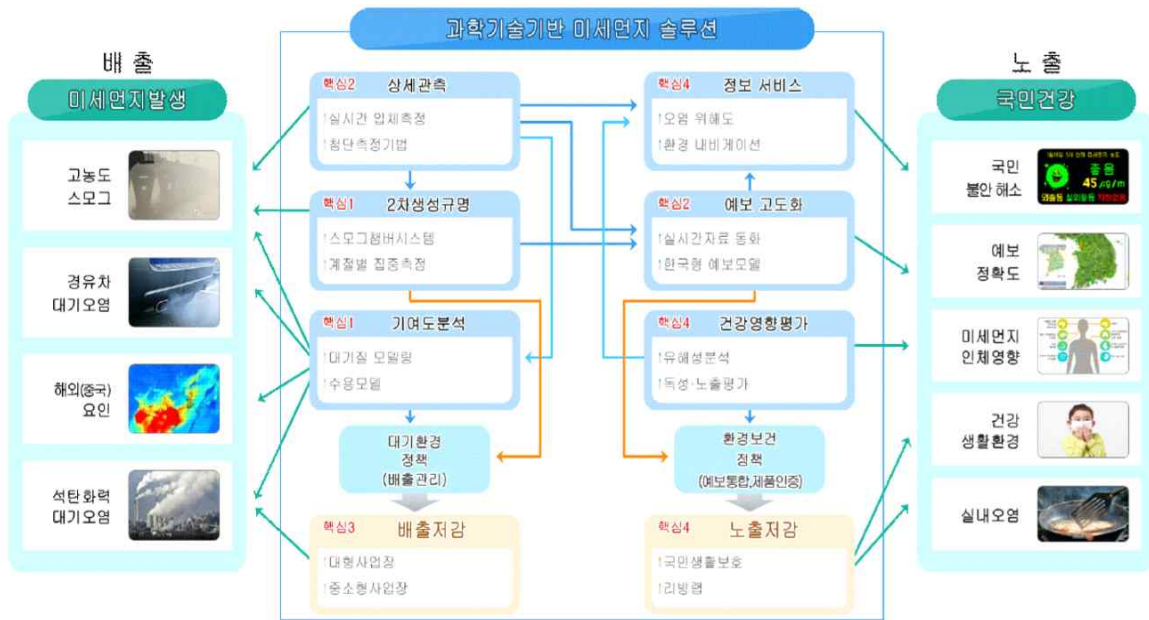 과학기술기반 미세먼지 솔루션
배 출
미세먼지발생
고농도
스모그
경유차
대기오염
해외(중국)
요인
석탄화력
대기오염
핵심2 상세관측
↑실시간 입체측정
↑첨단측정기법
핵심1 2차생성규명
↑스모그챔버시스템
↑계절별 집중측정
핵심1 기여도분석
↑대기질 모델링
↑수용모델
대기환경
정책
(배출관리)
핵심3 배출저감
↑대형사업장
↑중소형사업장
핵심4 정보 서비스
↑오염 위해도
↑환경 내비게이션
핵심2 예보 고도화
↑실시간자료 동화
↑한국형 예보모델
핵심4 건강영향평가
↑유해성분석
↑독성·노출평가
환경보건
정책
(예보통합,제품인증)
핵심4 노출저감
↑국민생활보호
↑리빙랩
노 출
국민건강
국민
불안 해소
좋음
45㎍/m
예보
정확도
미세먼지
인체영향
건강
생활환경
실내오염